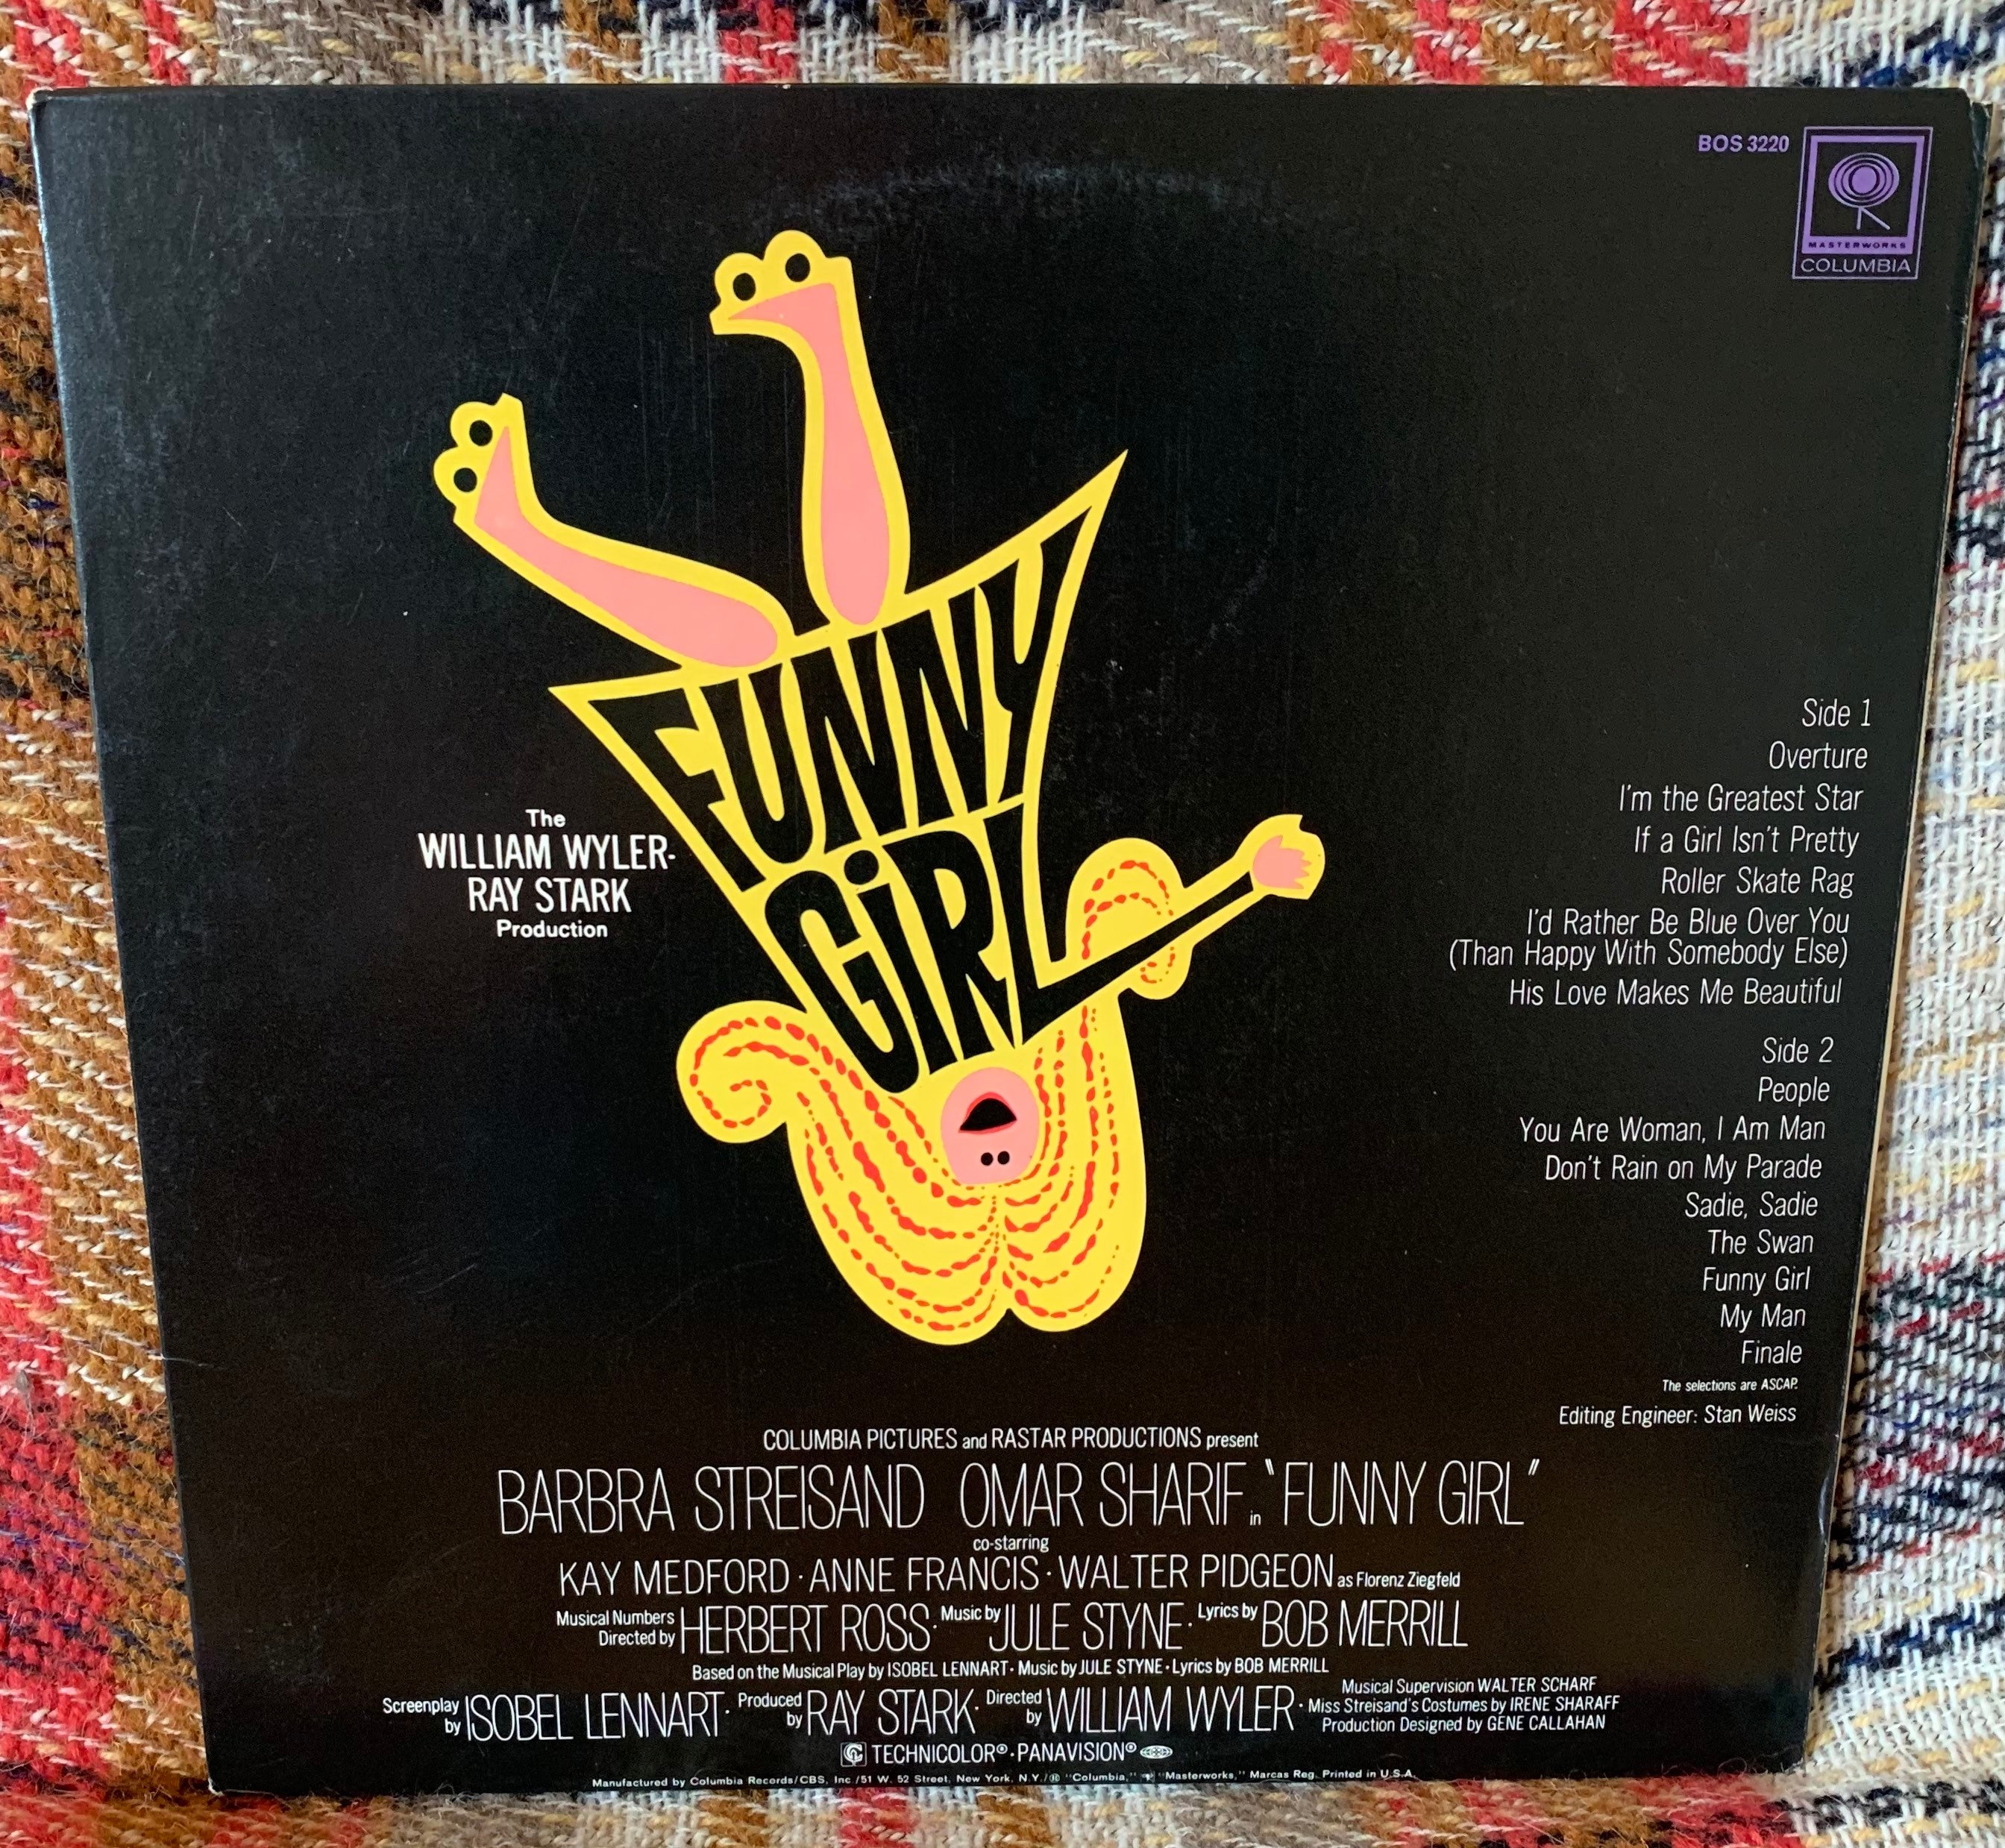 BOS 3220
MASTERWORKS
COLUMBIA
FUNNY
GiRL
The
WILLIAM WYLER-
RAY STARK
Production
Side 1
Overture
I'm the Greatest Star
If a Girl Isn't Pretty
Roller Skate Rag
I'd Rather Be Blue Over You
(Than Happy With Somebody Else)
His Love Makes Me Beautiful
Side 2
People
You Are Woman, I Am Man
Don't Rain on My Parade
Sadie, Sadie
The Swan
Funny Girl
My Man
Finale
The selections are ASCAP.
Editing Engineer: Stan Weiss
COLUMBIA PICTURES and RASTAR PRODUCTIONS present
BARBRA STREISAND OMAR SHARIF in "FUNNY GIRL"
co-starring
KAY MEDFORD · ANNE FRANCIS · WALTER PIDGEON as Florenz Ziegfeld
Musical Numbers Directed by HERBERT ROSS · Music by JULE STYNE · Lyrics by BOB MERRILL
Based on the Musical Play by ISOBEL LENNART · Music by JULE STYNE · Lyrics by BOB MERRILL
Screenplay by ISOBEL LENNART · Produced by RAY STARK · Directed by WILLIAM WYLER ·
Musical Supervision WALTER SCHARF
Miss Streisand's Costumes by IRENE SHARAFF
Production Designed by GENE CALLAHAN
TECHNICOLOR® · PANAVISION®
Manufactured by Columbia Records/CBS, Inc./51 W. 52 Street, New York, N.Y./® "Columbia," "Masterworks," Marcas Reg. Printed in U.S.A.